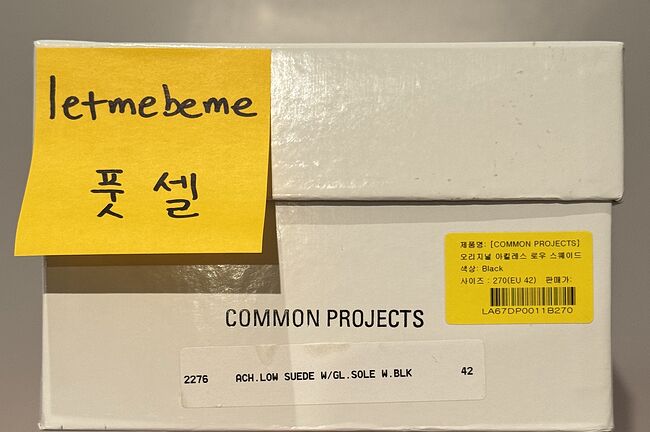 letmebeme
풋셀
제품명: [COMMON PROJECTS]
오리지널 아킬레스 로우 스웨이드
색상: Black
사이즈 : 270(EU 42) 판매가:
LA67DP0011B270
COMMON PROJECTS
2276 ACH.LOW SUEDE W/GL.SOLE W.BLK 42